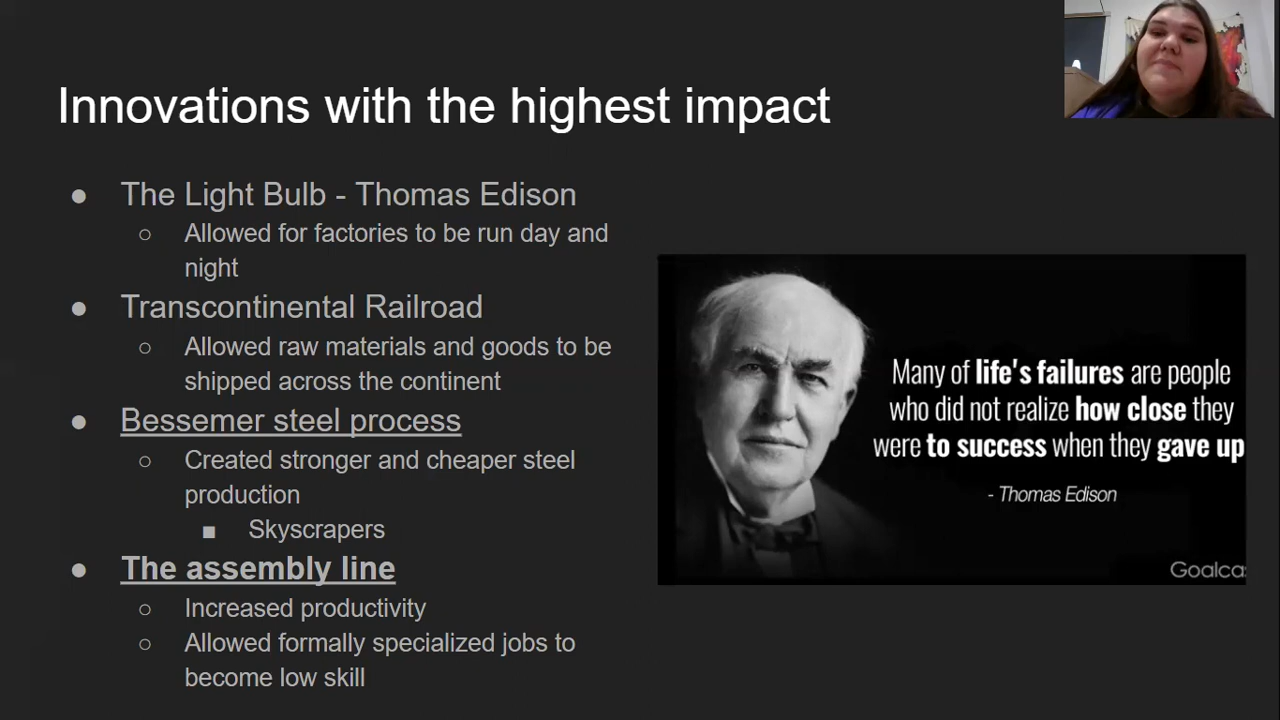 Innovations with the highest impact
● The Light Bulb - Thomas Edison
○ Allowed for factories to be run day and
night
● Transcontinental Railroad
○ Allowed raw materials and goods to be
shipped across the continent
● Bessemer steel process
○ Created stronger and cheaper steel
production
■ Skyscrapers
● The assembly line
○ Increased productivity
○ Allowed formally specialized jobs to
become low skill
Many of life's failures are people
who did not realize how close they
were to success when they gave up
- Thomas Edison
Goalca